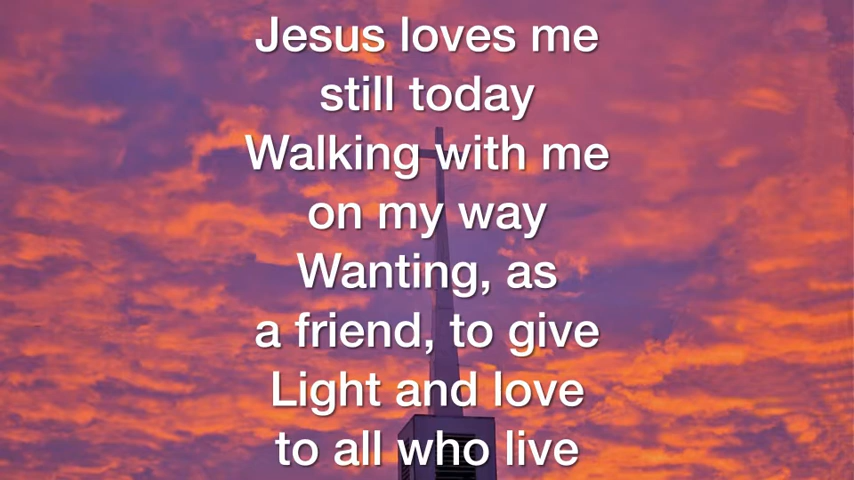 Jesus loves me
still today
Walking with me
on my way
Wanting, as
a friend, to give
Light and love
to all who live